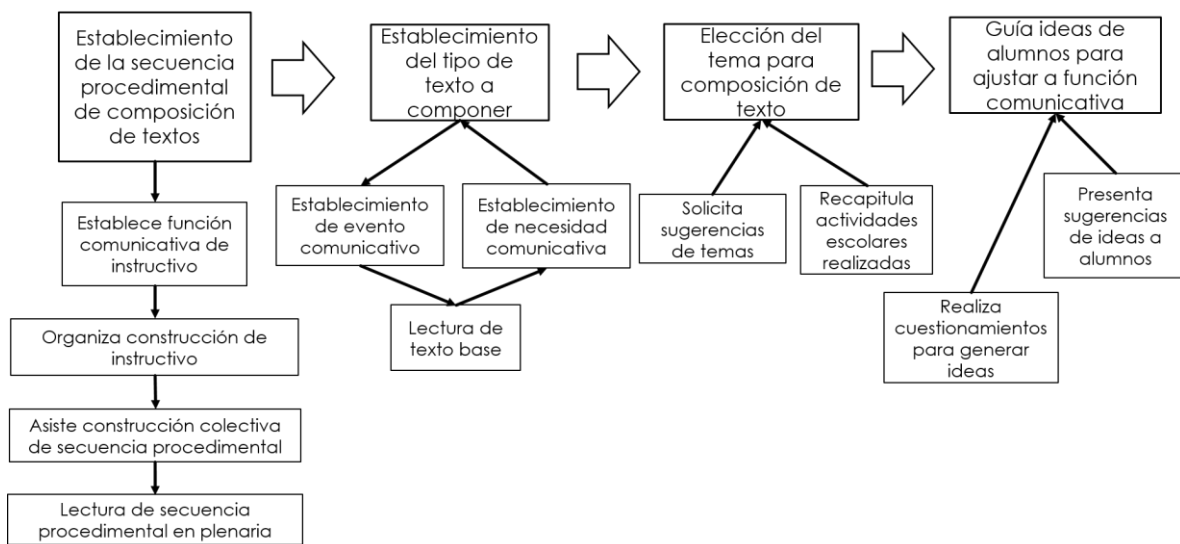 Establecimiento
de la secuencia
procedimental
de composición
de textos
Establecimiento
del tipo de
texto a
componer
Elección del
tema para
composición de
texto
Guía ideas de
alumnos para
ajustar a función
comunicativa
Establece función
comunicativa de
instructivo
Establecimiento
de evento
comunicativo
Establecimiento
de necesidad
comunicativa
Solicita
sugerencias
de temas
Recapitula
actividades
escolares
realizadas
Presenta
sugerencias
de ideas a
alumnos
Organiza construcción de
instructivo
Lectura de
texto base
Realiza
cuestionamientos
para generar
ideas
Asiste construcción colectiva
de secuencia procedimental
Lectura de secuencia
procedimental en plenaria